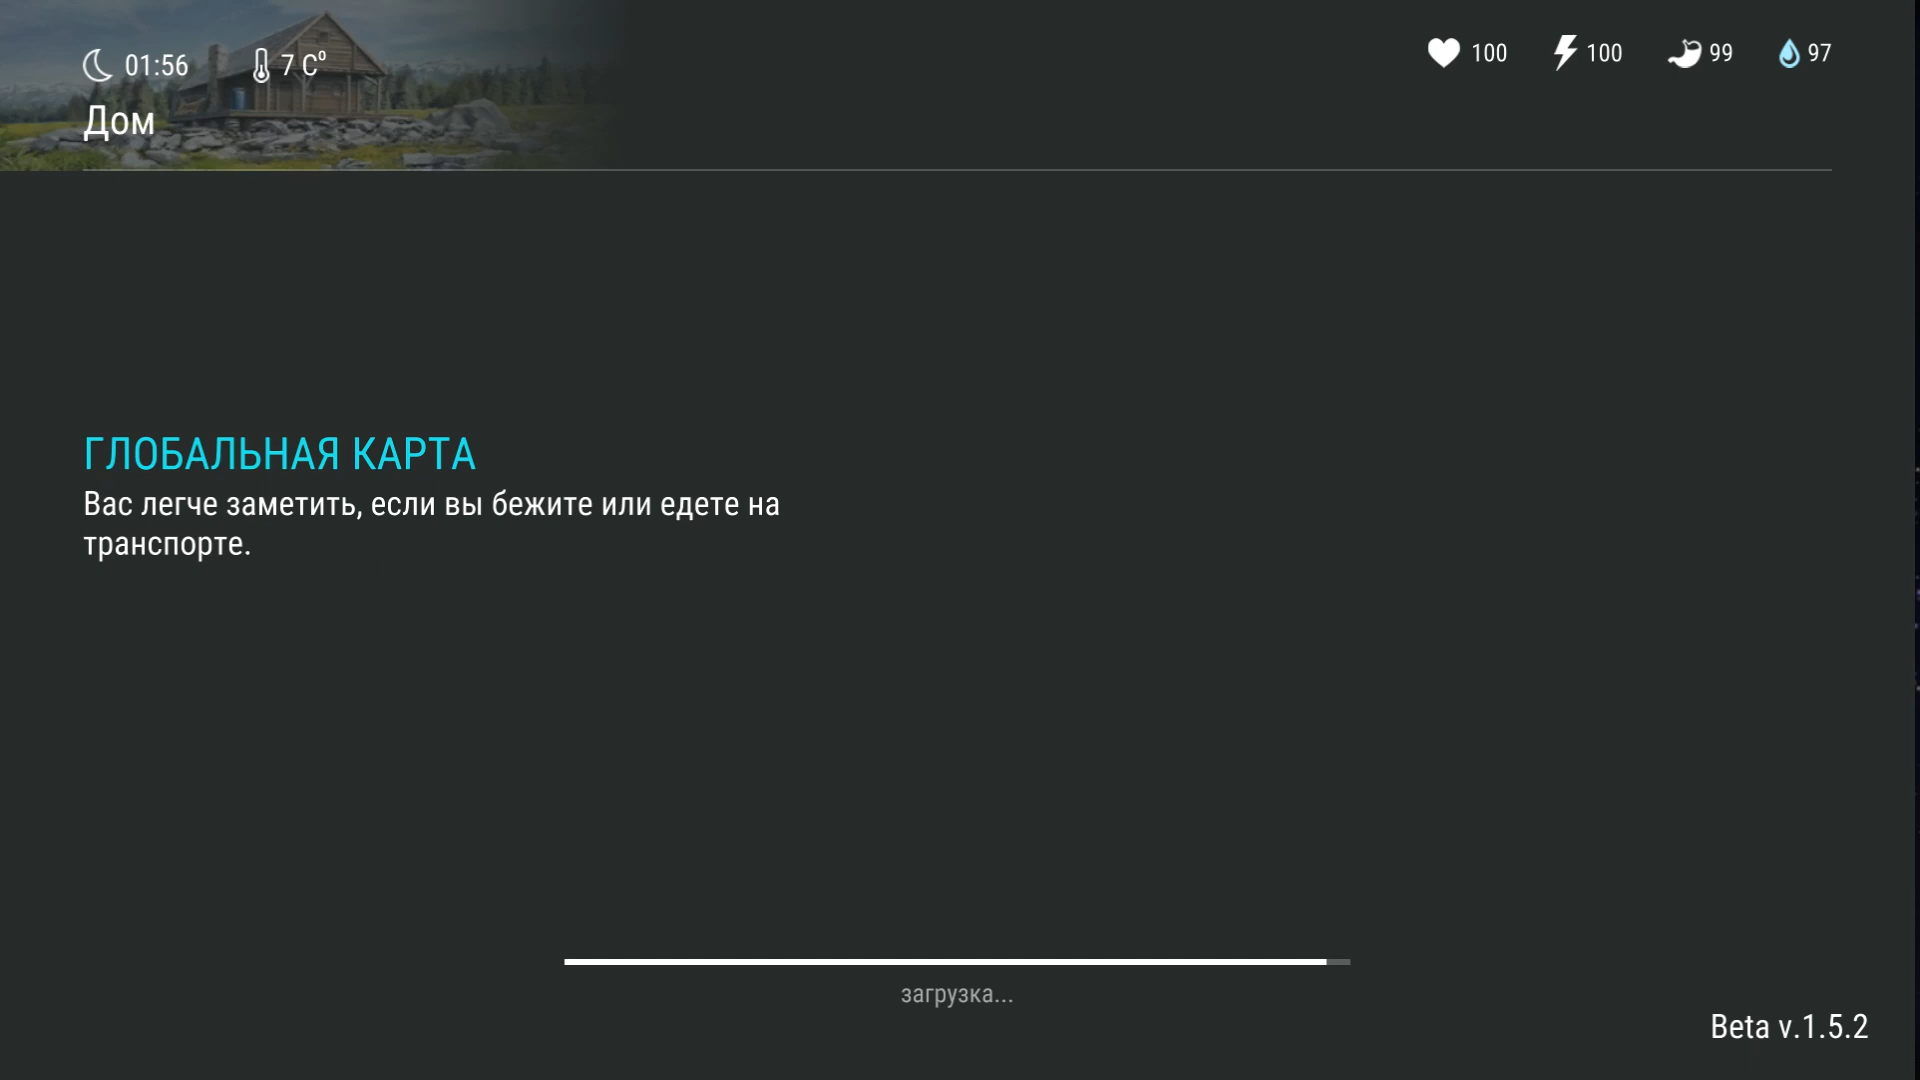 01:56
7 C⁰
100
100
99
97
Дом
ГЛОБАЛЬНАЯ КАРТА
Вас легче заметить, если вы бежите или едете на
транспорте.
загрузка...
Beta v.1.5.2